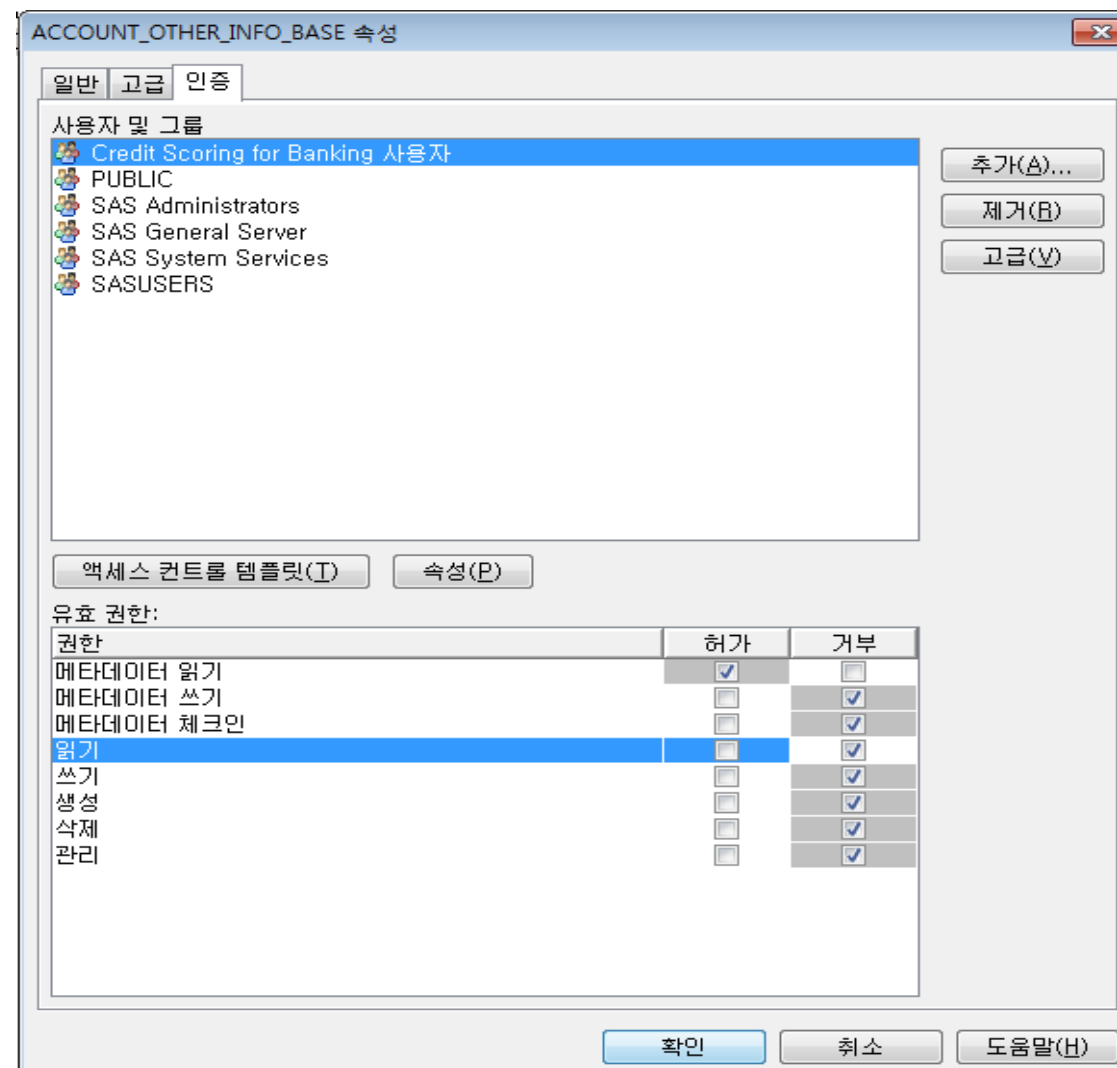 ACCOUNT_OTHER_INFO_BASE 속성
일반 고급 인증
사용자 및 그룹
Credit Scoring for Banking 사용자
PUBLIC
SAS Administrators
SAS General Server
SAS System Services
SASUSERS
추가(A)...
제거(R)
고급(V)
액세스 컨트롤 템플릿(T) 속성(P)
유효 권한:
권한 허가 거부
메타데이터 읽기
메타데이터 쓰기
메타데이터 체크인
읽기
쓰기
생성
삭제
관리
확인 취소 도움말(H)